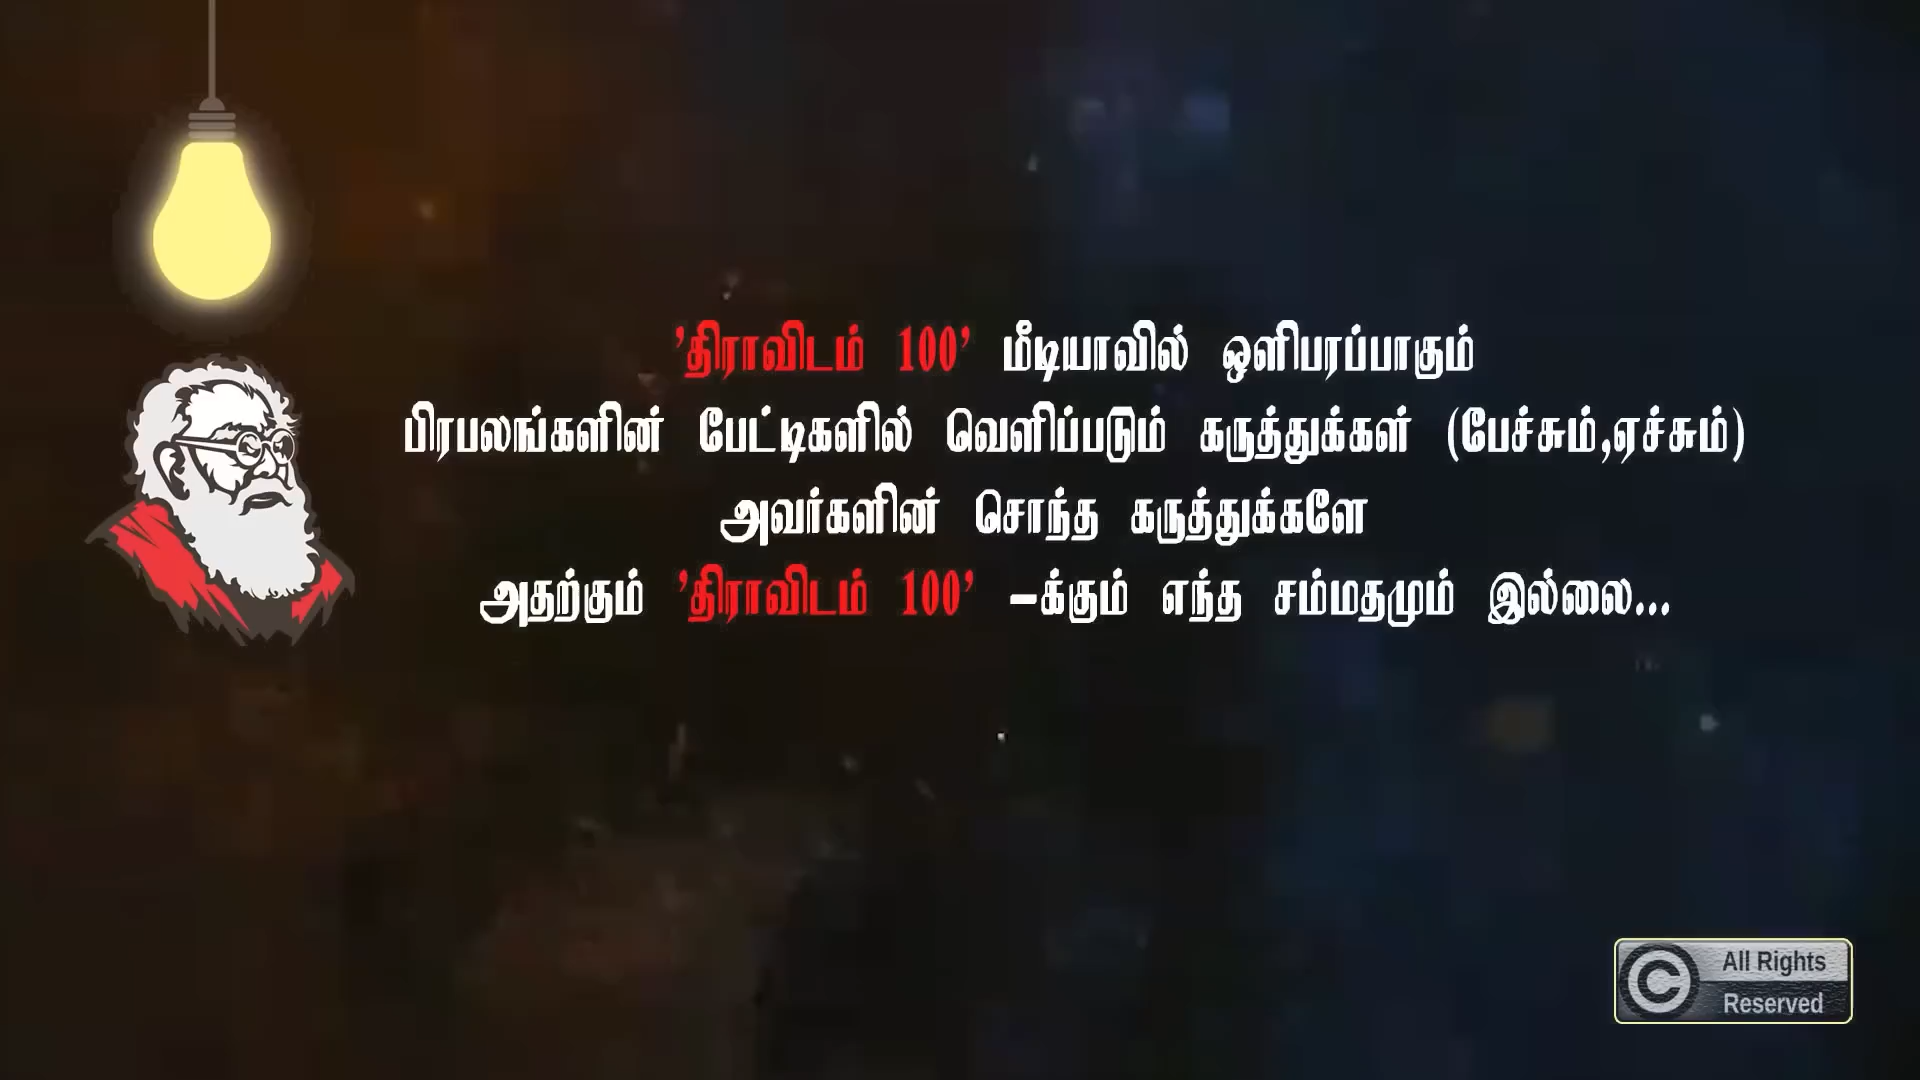 'திராவிடம் 100' மீடியாவில் ஒளிபரப்பாகும்
பிரபலங்களின் பேட்டிகளில் வெளிப்படும் கருத்துக்கள் (பேச்சும்,ஏச்சும்)
அவர்களின் சொந்த கருத்துக்களே
அதற்கும் 'திராவிடம் 100' -க்கும் எந்த சம்மதமும் இல்லை...
© All Rights
Reserved